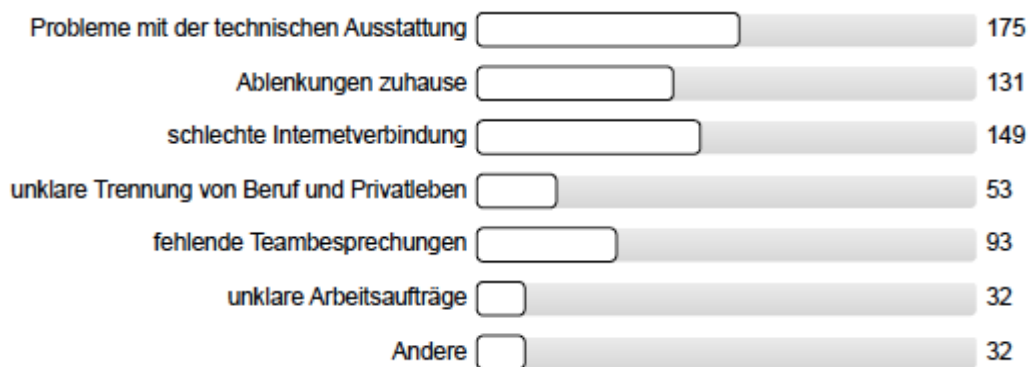 Probleme mit der technischen Ausstattung 175
Ablenkungen zuhause 131
schlechte Internetverbindung 149
unklare Trennung von Beruf und Privatleben 53
fehlende Teambesprechungen 93
unklare Arbeitsaufträge 32
Andere 32